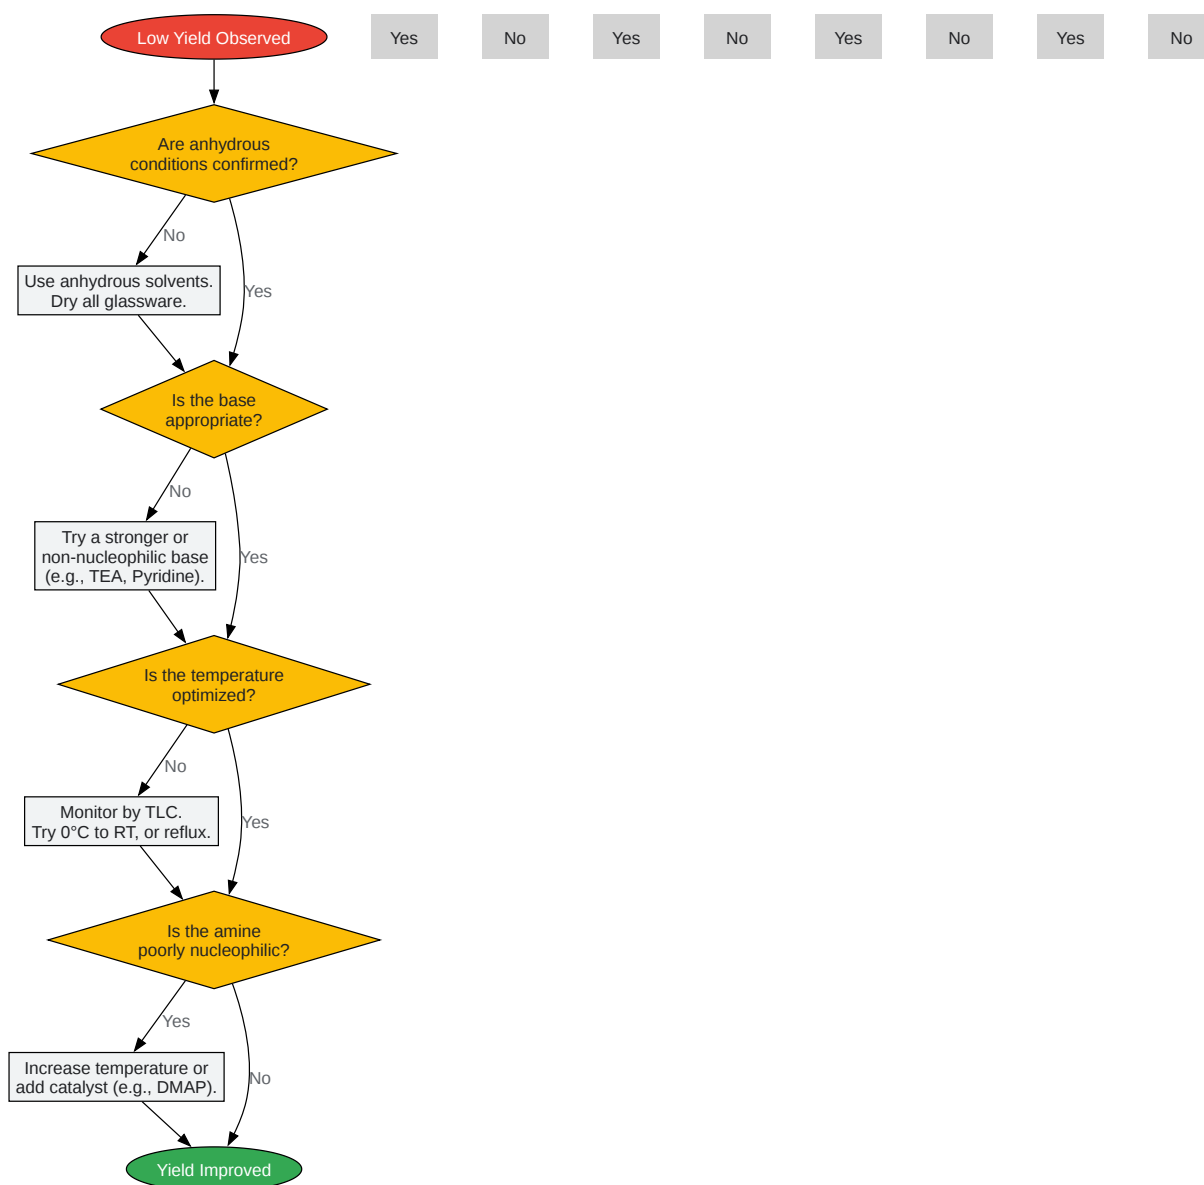 Low Yield Observed
Yes
No
Yes
No
Yes
No
Yes
No
Are anhydrous
conditions confirmed?
No
Use anhydrous solvents.
Dry all glassware.
Yes
Is the base
appropriate?
No
Try a stronger or
non-nucleophilic base
(e.g., TEA, Pyridine).
Yes
Is the temperature
optimized?
No
Monitor by TLC.
Try 0°C to RT, or reflux.
Yes
Is the amine
poorly nucleophilic?
Yes
Increase temperature or
add catalyst (e.g., DMAP).
No
Yield Improved